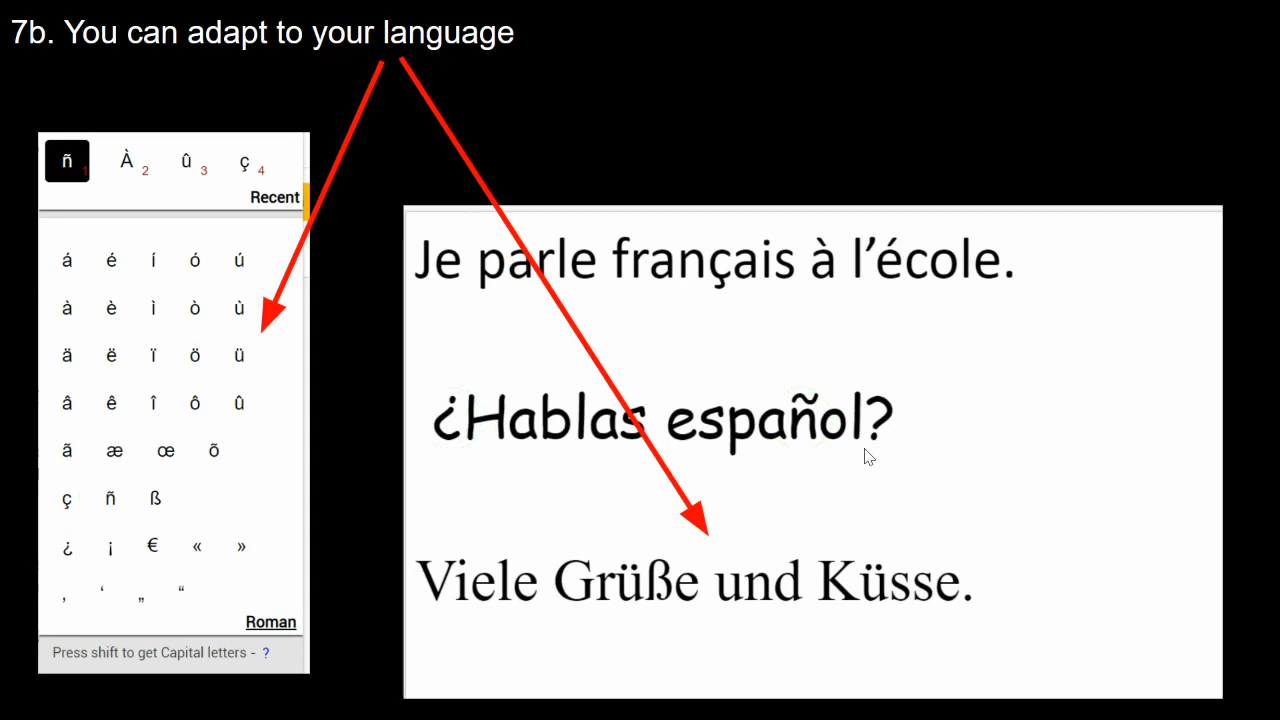 7b. You can adapt to your language
ñ 1 À 2 û 3 ç 4
Recent
á é í ó ú
à è ì ò ù
ä ë ï ö ü
â ê î ô û
ã æ œ õ
ç ñ ß
¿ ¡ € « »
‚ ‘ „ “
Roman
Press shift to get Capital letters - ?
Je parle français à l’école.
¿Hablas español?
Viele Grüße und Küsse.